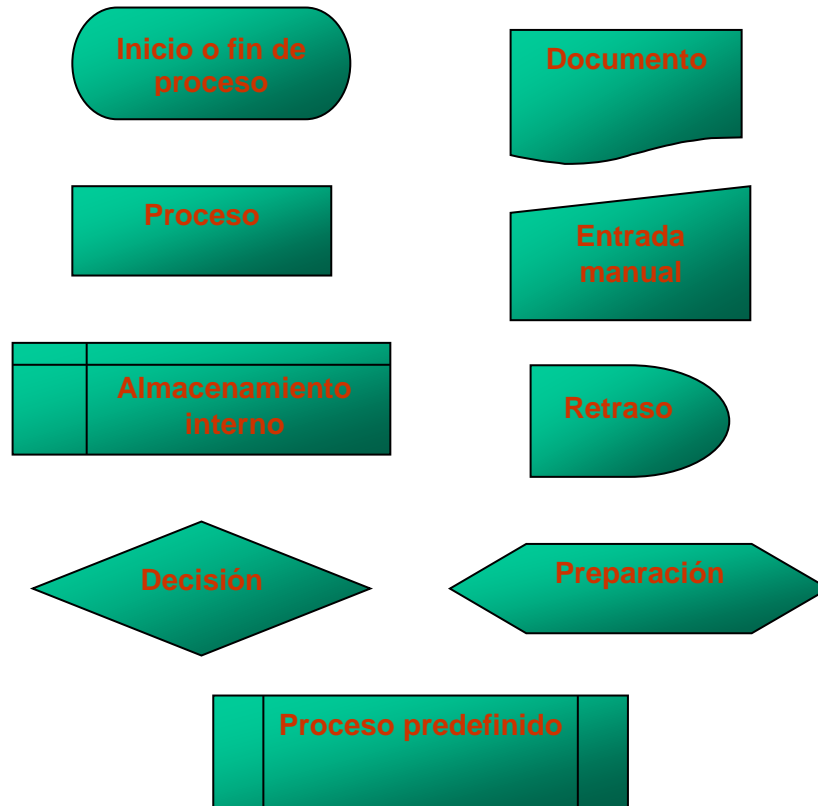 Inicio o fin de
proceso
Documento
Proceso
Entrada
manual
Almacenamiento
interno
Retraso
Decisión
Preparación
Proceso predefinido